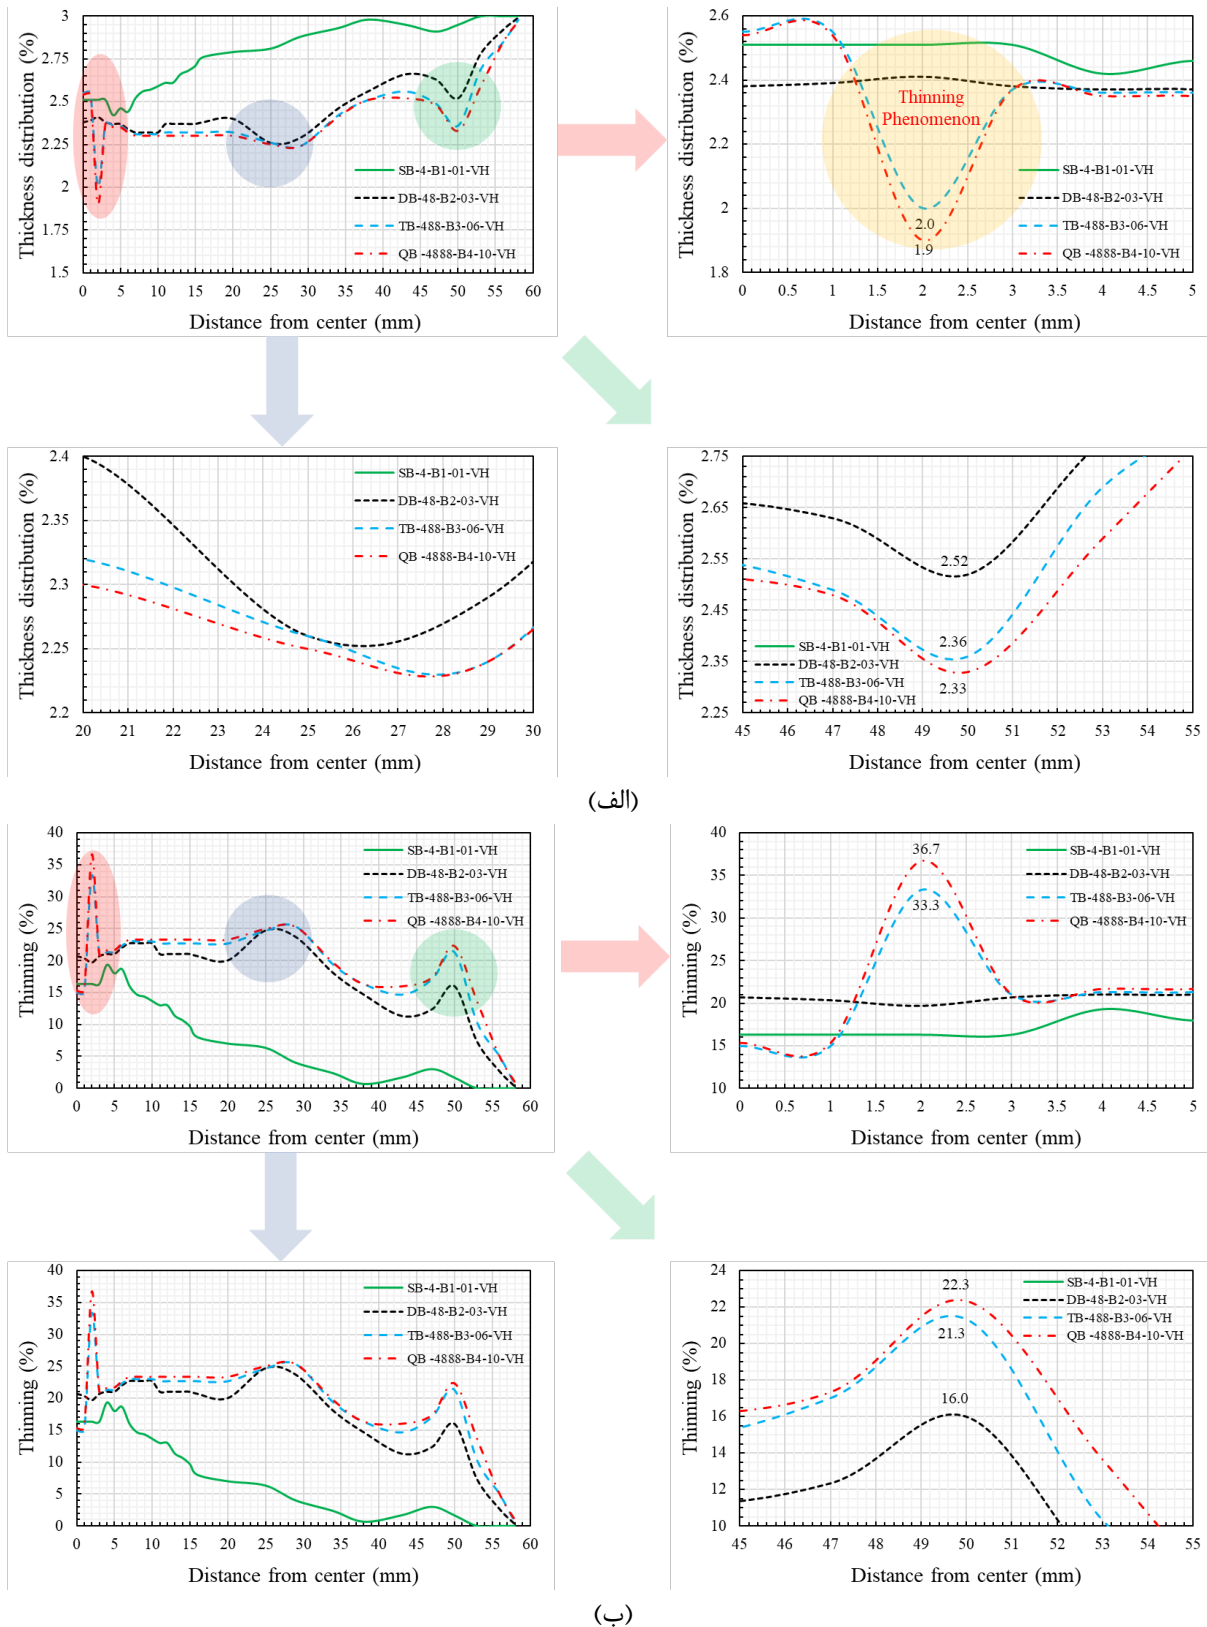 Thickness distribution (%)
3
2.75
2.5
2.25
2
1.75
1.5
SB-4-B1-01-VH
DB-48-B2-03-VH
TB-488-B3-06-VH
QB -4888-B4-10-VH
0 5 10 15 20 25 30 35 40 45 50 55 60
Distance from center (mm)
Thickness distribution (%)
2.6
2.4
2.2
2
1.8
Thinning
Phenomenon
SB-4-B1-01-VH
DB-48-B2-03-VH
TB-488-B3-06-VH
QB -4888-B4-10-VH
2.0
1.9
0 0.5 1 1.5 2 2.5 3 3.5 4 4.5 5
Distance from center (mm)
Thickness distribution (%)
2.4
2.35
2.3
2.25
2.2
SB-4-B1-01-VH
DB-48-B2-03-VH
TB-488-B3-06-VH
QB -4888-B4-10-VH
20 21 22 23 24 25 26 27 28 29 30
Distance from center (mm)
Thickness distribution (%)
2.75
2.65
2.55
2.45
2.35
2.25
2.52
2.36
2.33
SB-4-B1-01-VH
DB-48-B2-03-VH
TB-488-B3-06-VH
QB -4888-B4-10-VH
45 46 47 48 49 50 51 52 53 54 55
Distance from center (mm)
(الف)
Thinning (%)
40
35
30
25
20
15
10
5
0
SB-4-B1-01-VH
DB-48-B2-03-VH
TB-488-B3-06-VH
QB -4888-B4-10-VH
0 5 10 15 20 25 30 35 40 45 50 55 60
Distance from center (mm)
Thinning (%)
40
35
30
25
20
15
10
36.7
33.3
SB-4-B1-01-VH
DB-48-B2-03-VH
TB-488-B3-06-VH
QB -4888-B4-10-VH
0 0.5 1 1.5 2 2.5 3 3.5 4 4.5 5
Distance from center (mm)
Thinning (%)
40
35
30
25
20
15
10
5
0
SB-4-B1-01-VH
DB-48-B2-03-VH
TB-488-B3-06-VH
QB -4888-B4-10-VH
0 5 10 15 20 25 30 35 40 45 50 55 60
Distance from center (mm)
Thinning (%)
24
22
20
18
16
14
12
10
22.3
21.3
16.0
SB-4-B1-01-VH
DB-48-B2-03-VH
TB-488-B3-06-VH
QB -4888-B4-10-VH
45 46 47 48 49 50 51 52 53 54 55
Distance from center (mm)
(ب)